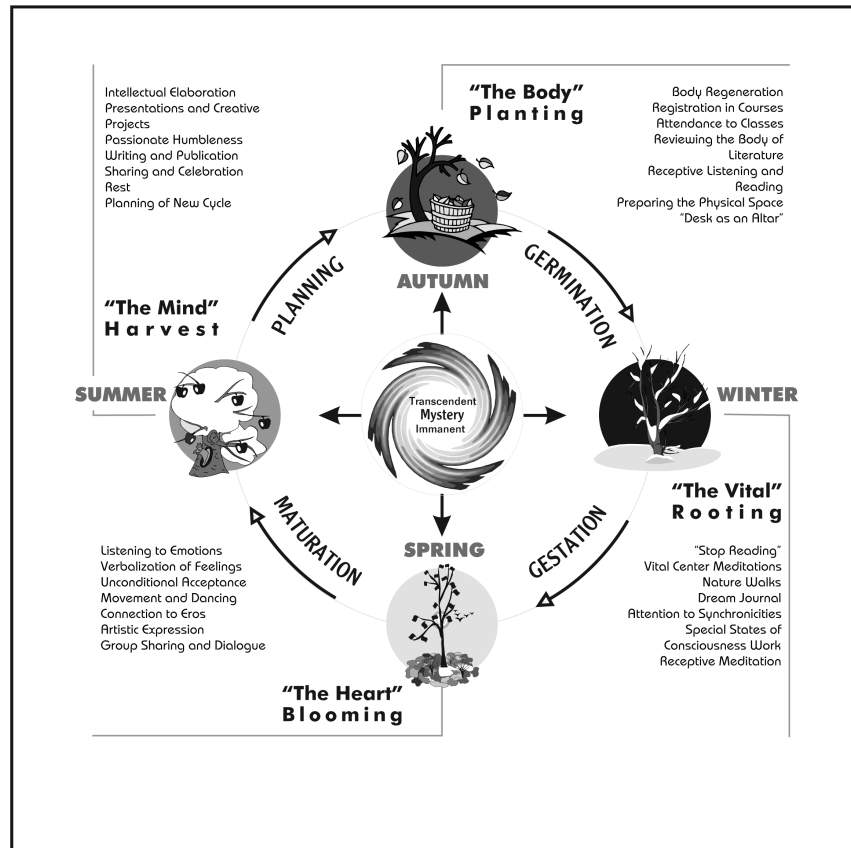 Intellectual Elaboration
Presentations and Creative
Projects
Passionate Humbleness
Writing and Publication
Sharing and Celebration
Rest
Planning of New Cycle
"The Body"
Planting
Body Regeneration
Registration in Courses
Attendance to Classes
Reviewing the Body of
Literature
Receptive Listening and
Reading
Preparing the Physical Space
"Desk as an Altar"
PLANNING
AUTUMN
GERMINATION
"The Mind"
Harvest
SUMMER
Transcendent
Mystery
Immanent
WINTER
"The Vital"
Rooting
MATURATION
SPRING
GESTATION
Listening to Emotions
Verbalization of Feelings
Unconditional Acceptance
Movement and Dancing
Connection to Eros
Artistic Expression
Group Sharing and Dialogue
"Stop Reading"
Vital Center Meditations
Nature Walks
Dream Journal
Attention to Synchronicities
Special States of
Consciousness Work
Receptive Meditation
"The Heart"
Blooming